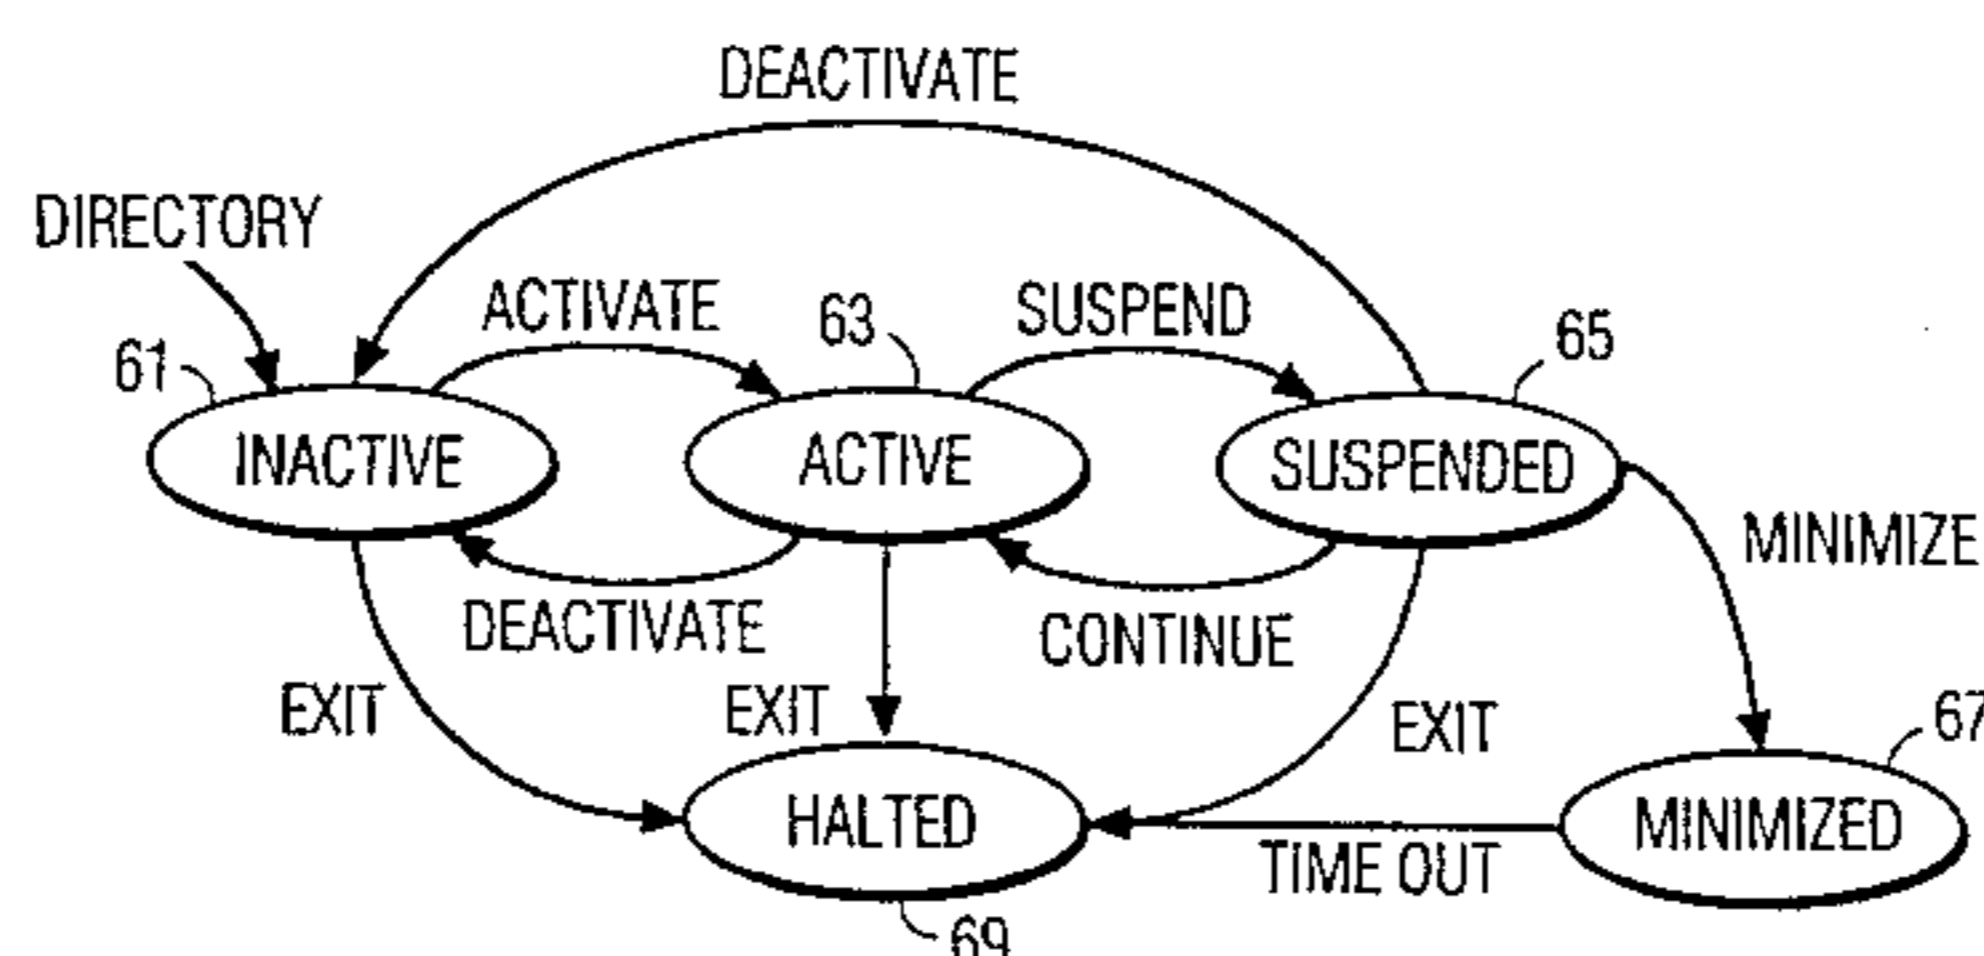 DEACTIVATE
DIRECTORY
ACTIVATE
63
SUSPEND
65
61
INACTIVE
ACTIVE
SUSPENDED
MINIMIZE
DEACTIVATE
CONTINUE
EXIT
EXIT
EXIT
67
HALTED
MINIMIZED
TIME OUT
69